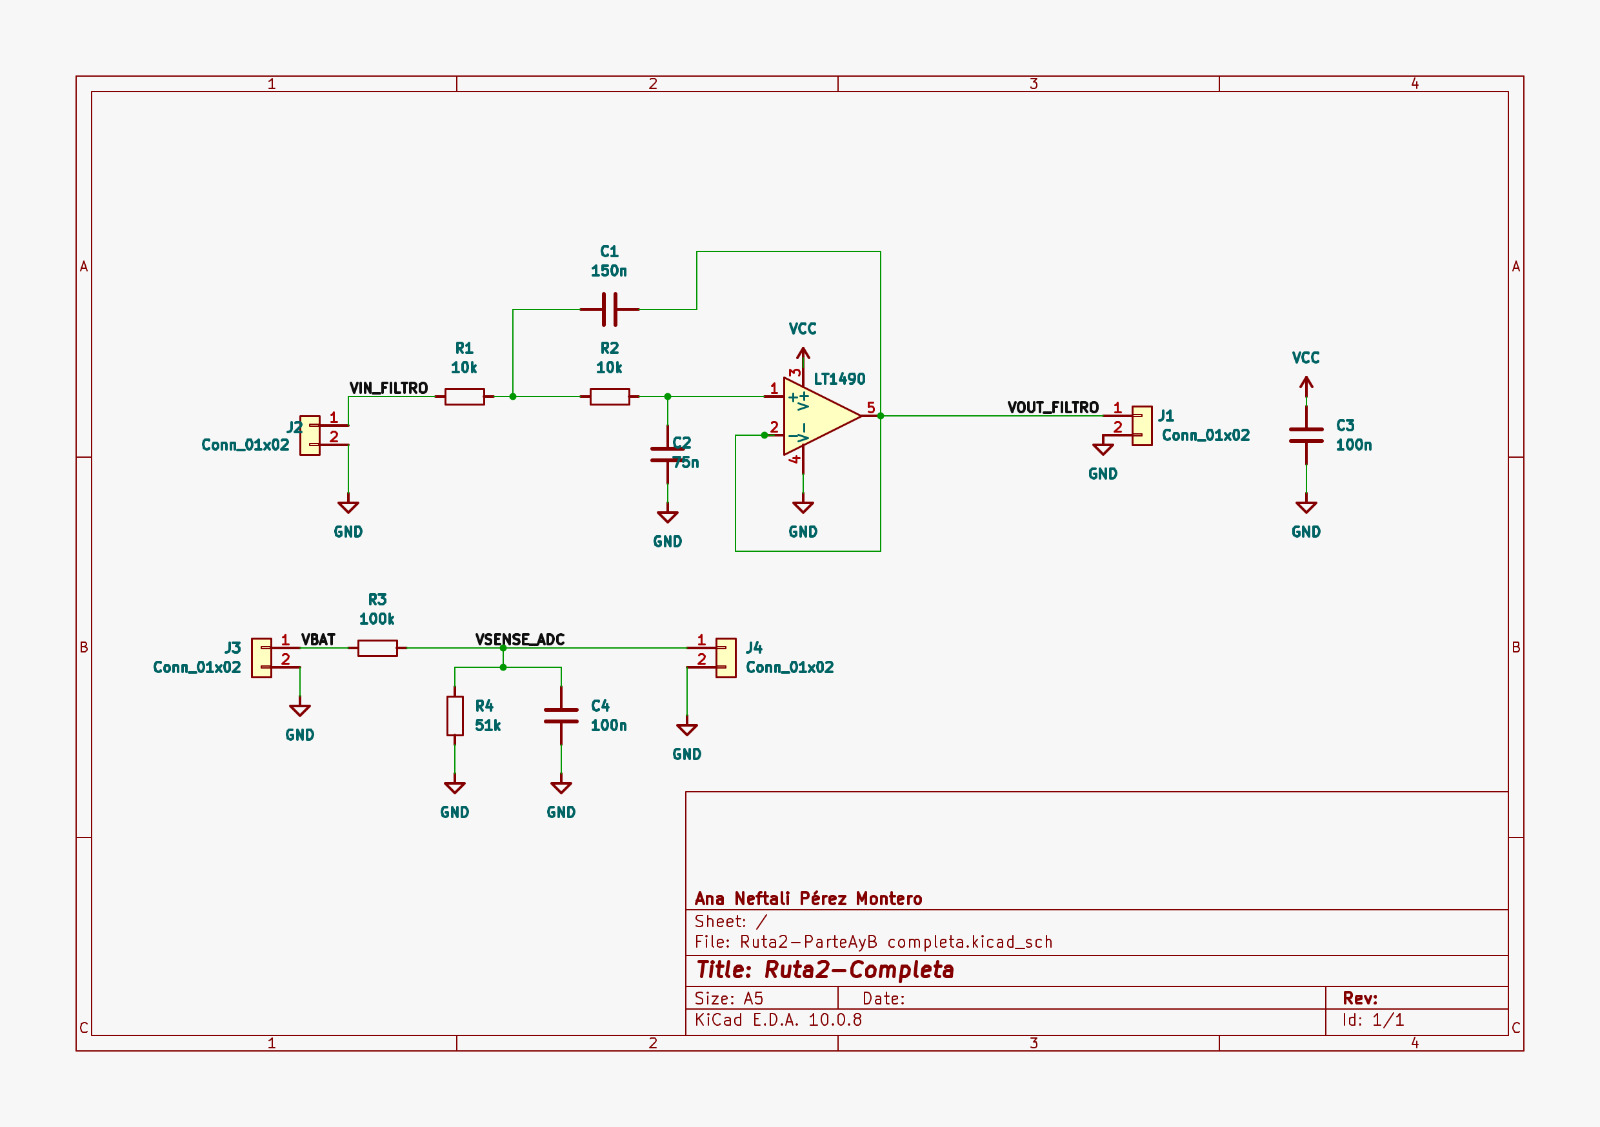 1 2 3 4
A A
C1
150n
VCC
R1 R2
10k 10k
LT1490
VCC
VIN_FILTRO
1 + V+ 3
VOUT_FILTRO 1 J1
5
J2 1
2
Conn_01x02
2 - V- 4
2 Conn_01x02
C2
75n
C3
100n
GND
GND
GND
GND
GND
R3
100k
B B
J3 1 VBAT
2
Conn_01x02
VSENSE_ADC
1 J4
2 Conn_01x02
R4
51k
C4
100n
GND
GND
GND
GND
Ana Neftali Pérez Montero
Sheet: /
File: Ruta2-ParteAyB completa.kicad_sch
Title: Ruta2-Completa
Size: A5 Date: Rev:
KiCad E.D.A. 10.0.8 Id: 1/1
C C
1 2 3 4